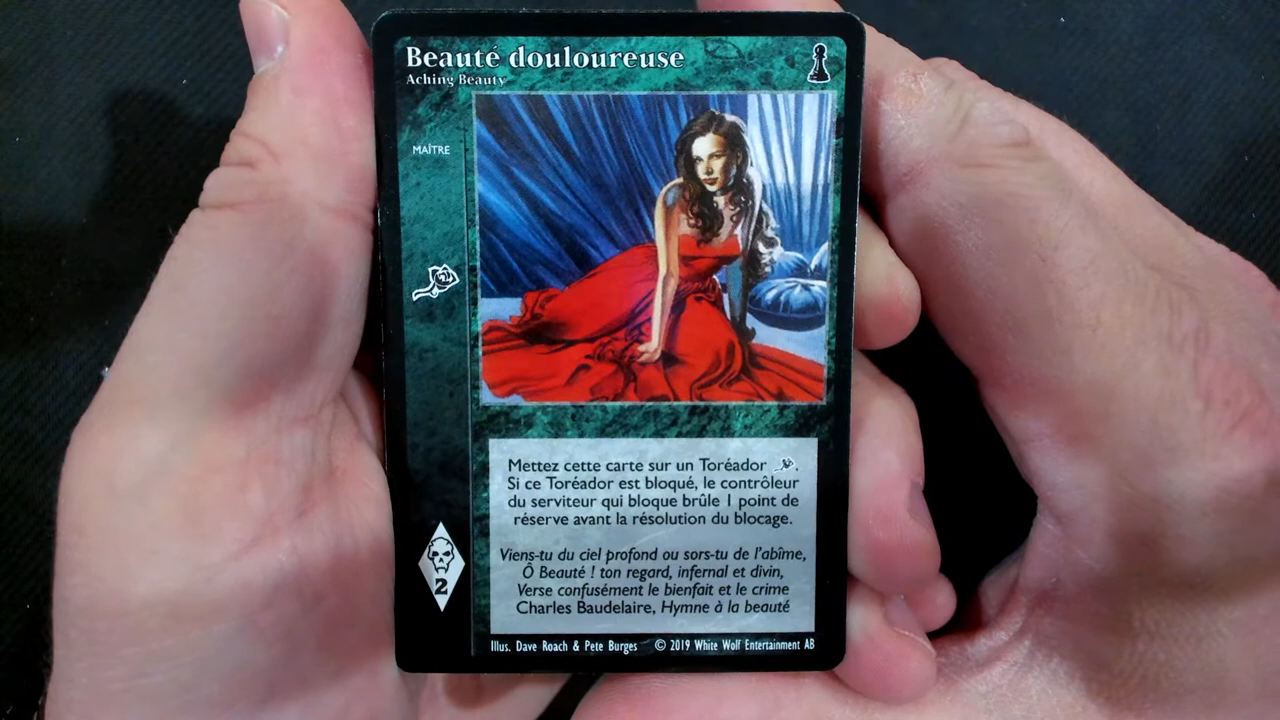 Beauté douloureuse
Aching Beauty
MAÎTRE
Mettez cette carte sur un Toréador .
Si ce Toréador est bloqué, le contrôleur
du serviteur qui bloque brûle 1 point de
réserve avant la résolution du blocage.
Viens-tu du ciel profond ou sors-tu de l'abîme,
Ô Beauté ! ton regard, infernal et divin,
Verse confusément le bienfait et le crime
Charles Baudelaire, Hymne à la beauté
2
Illus. Dave Roach & Pete Burges © 2019 White Wolf Entertainment AB